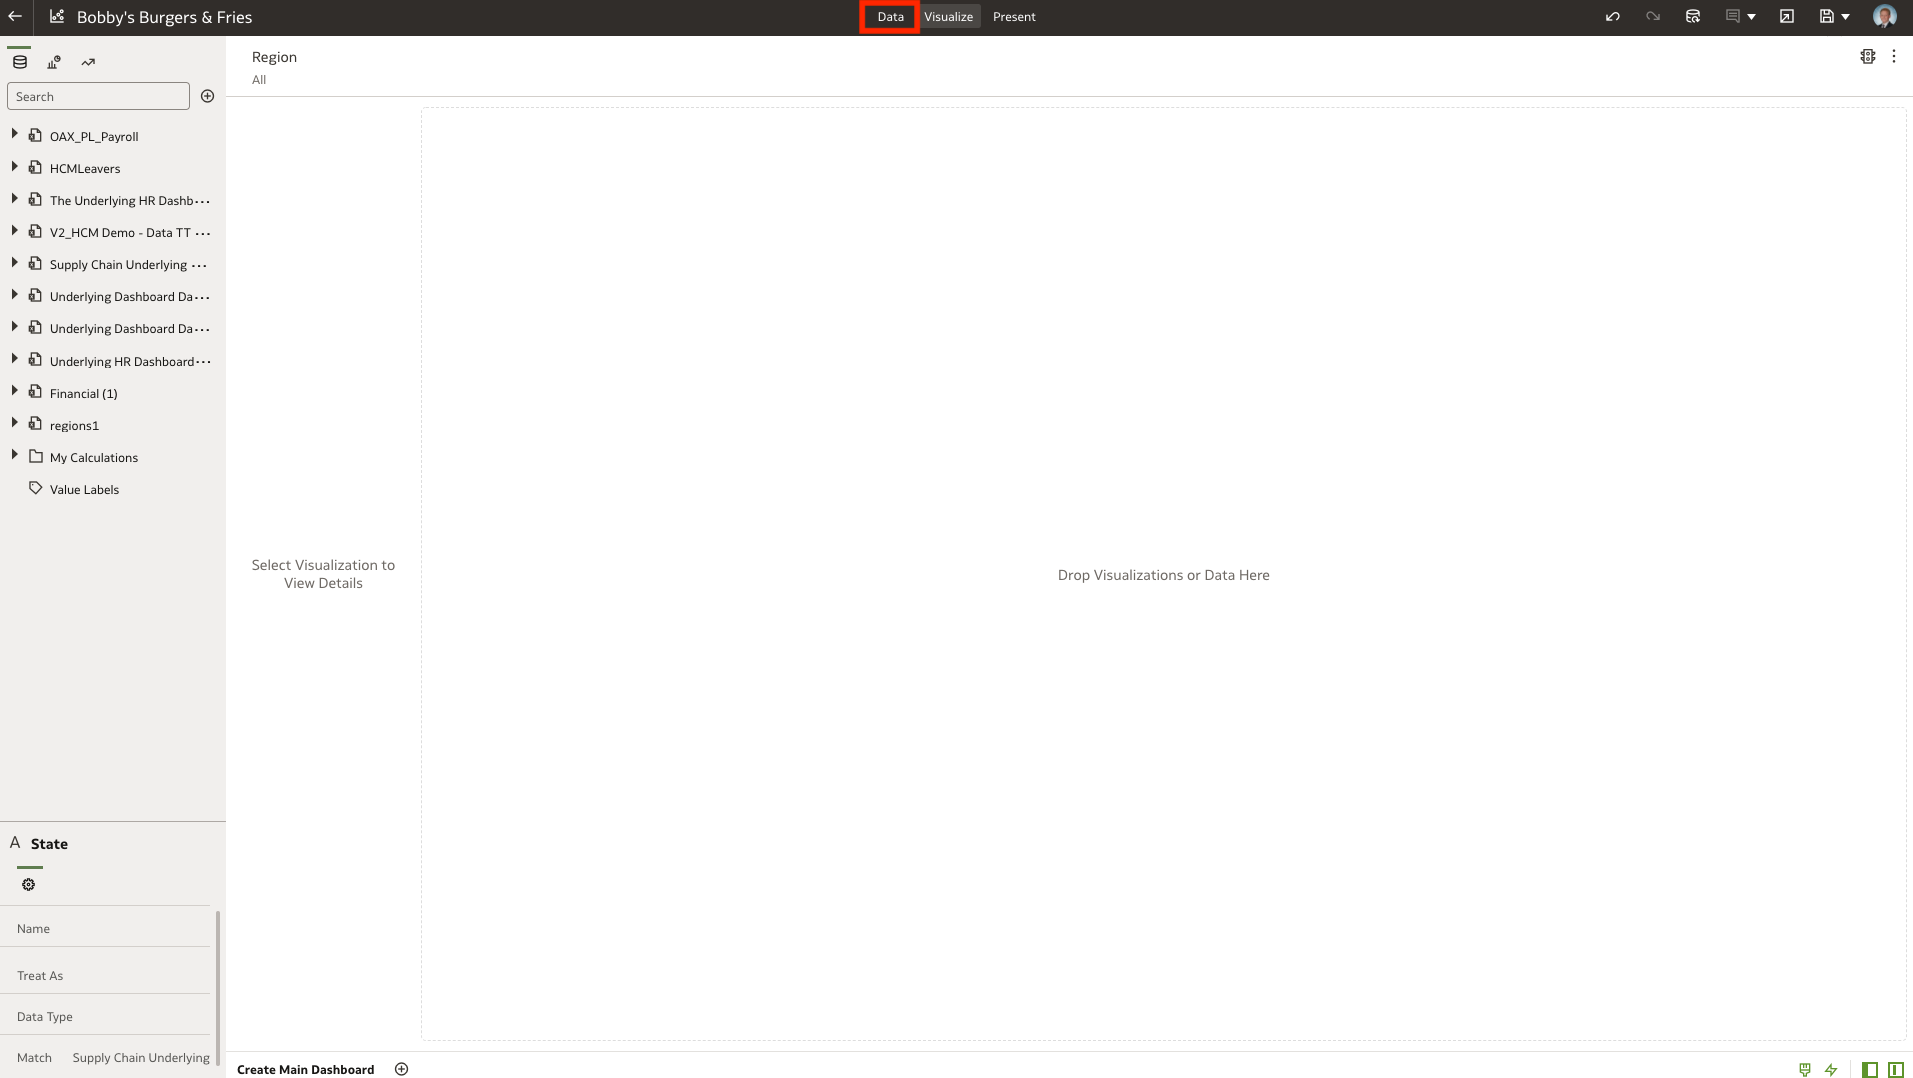 Bobby's Burgers & Fries
Data Visualize Present
Search
OAX_PL_Payroll
HCMLeavers
The Underlying HR Dashb...
V2_HCM Demo - Data TT ...
Supply Chain Underlying ...
Underlying Dashboard Da...
Underlying Dashboard Da...
Underlying HR Dashboard...
Financial (1)
regions1
My Calculations
Value Labels
A State
Name
Treat As
Data Type
Match Supply Chain Underlying
Region
All
Select Visualization to
View Details
Drop Visualizations or Data Here
Create Main Dashboard